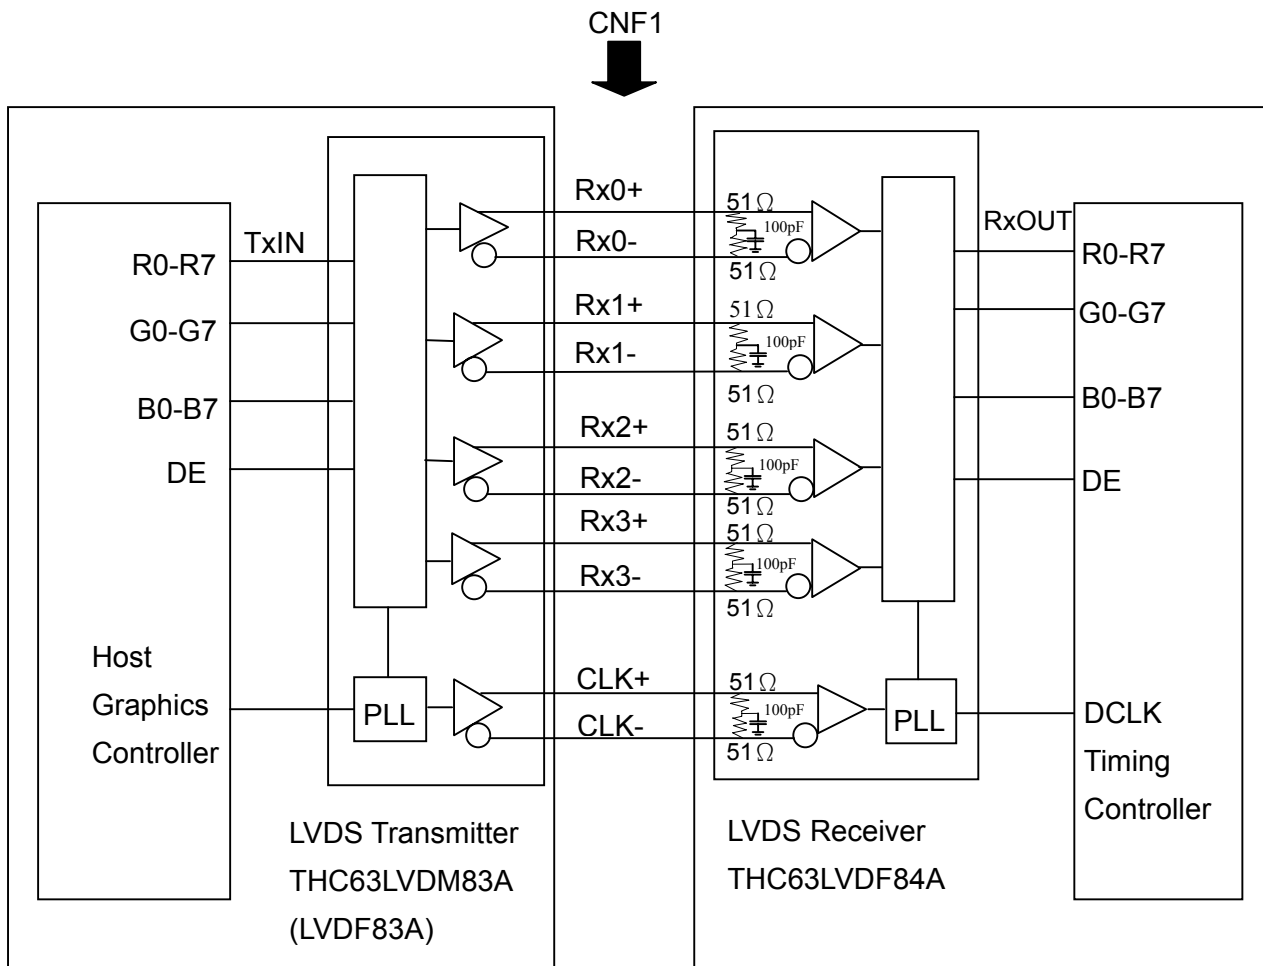 CNF1
TxIN
R0-R7
G0-G7
B0-B7
DE
Host
Graphics
Controller
PLL
LVDS Transmitter
THC63LVDM83A
(LVDF83A)
Rx0+
Rx0-
Rx1+
Rx1-
Rx2+
Rx2-
Rx3+
Rx3-
CLK+
CLK-
51Ω
100pF
51Ω
51Ω
100pF
51Ω
51Ω
100pF
51Ω
51Ω
100pF
51Ω
51Ω
100pF
51Ω
PLL
LVDS Receiver
THC63LVDF84A
RxOUT
R0-R7
G0-G7
B0-B7
DE
DCLK
Timing
Controller